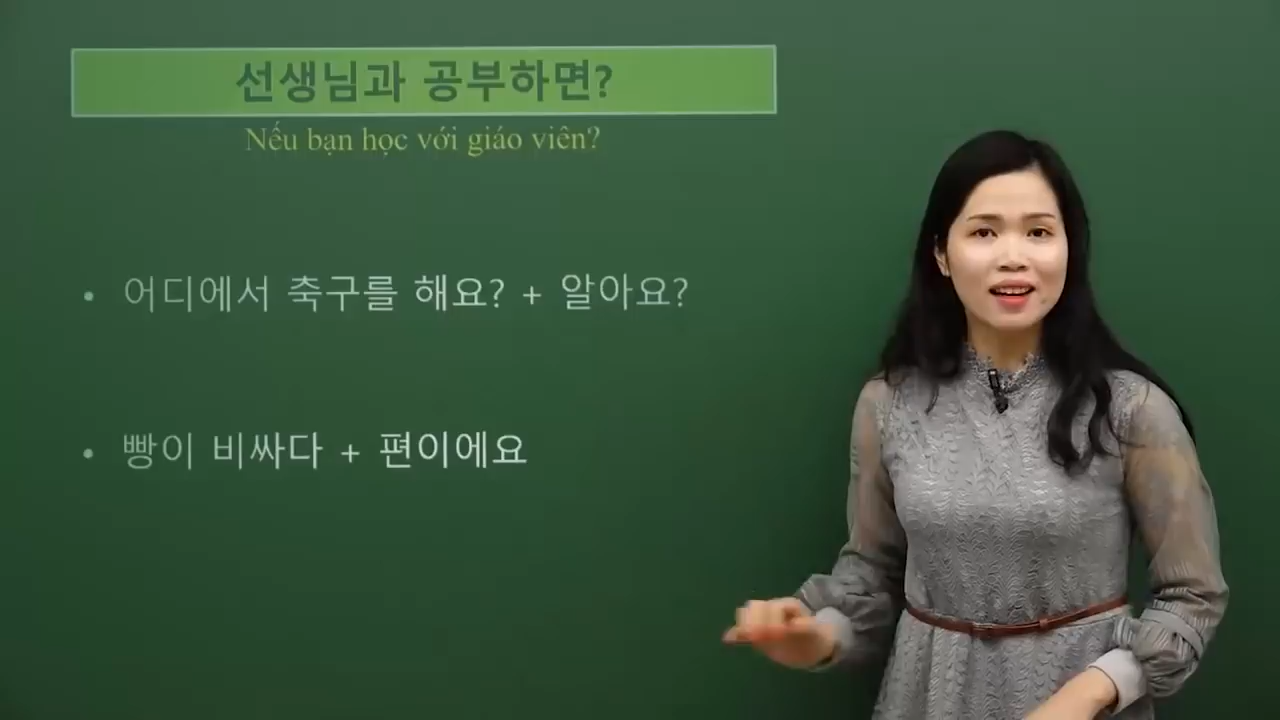 선생님과 공부하면?
Nếu bạn học với giáo viên?
• 어디에서 축구를 해요? + 알아요?
• 빵이 비싸다 + 편이에요